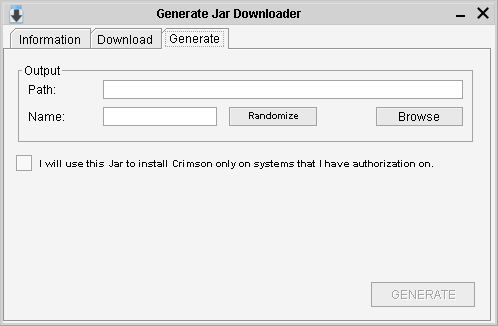 Generate Jar Downloader
Information Download Generate
Output
Path:
Name: Randomize Browse
I will use this Jar to install Crimson only on systems that I have authorization on.
GENERATE